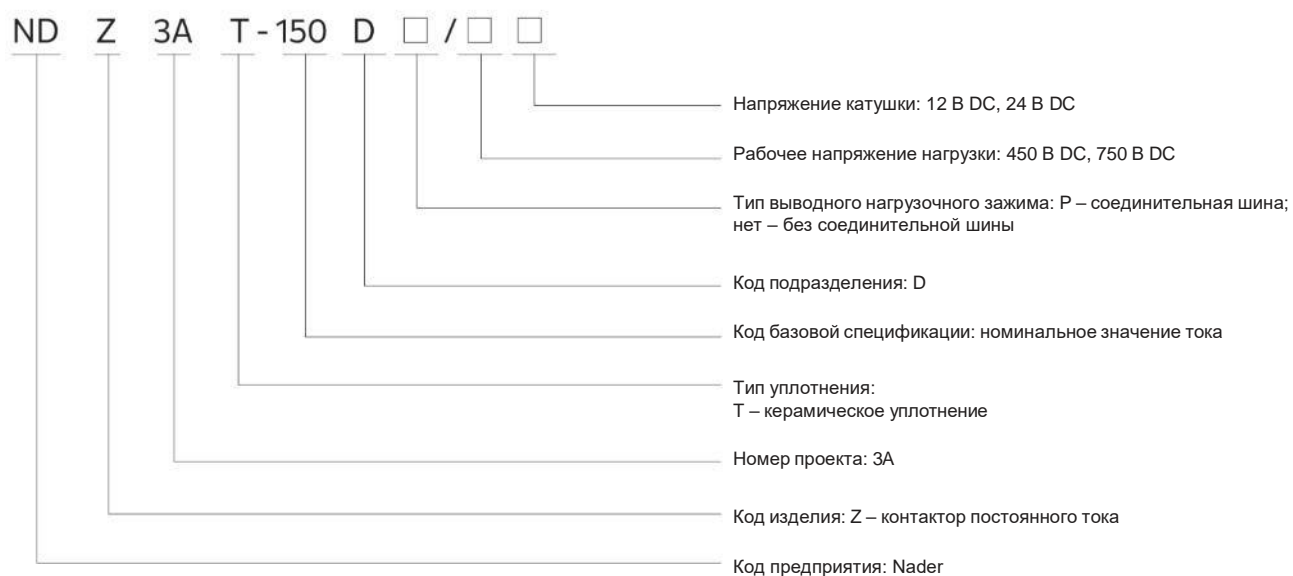 ND Z 3A T - 150 D □ / □ □
Напряжение катушки: 12 В DC, 24 В DC
Рабочее напряжение нагрузки: 450 В DC, 750 В DC
Тип выводного нагрузочного зажима: P – соединительная шина;
нет – без соединительной шины
Код подразделения: D
Код базовой спецификации: номинальное значение тока
Тип уплотнения:
T – керамическое уплотнение
Номер проекта: 3A
Код изделия: Z – контактор постоянного тока
Код предприятия: Nader